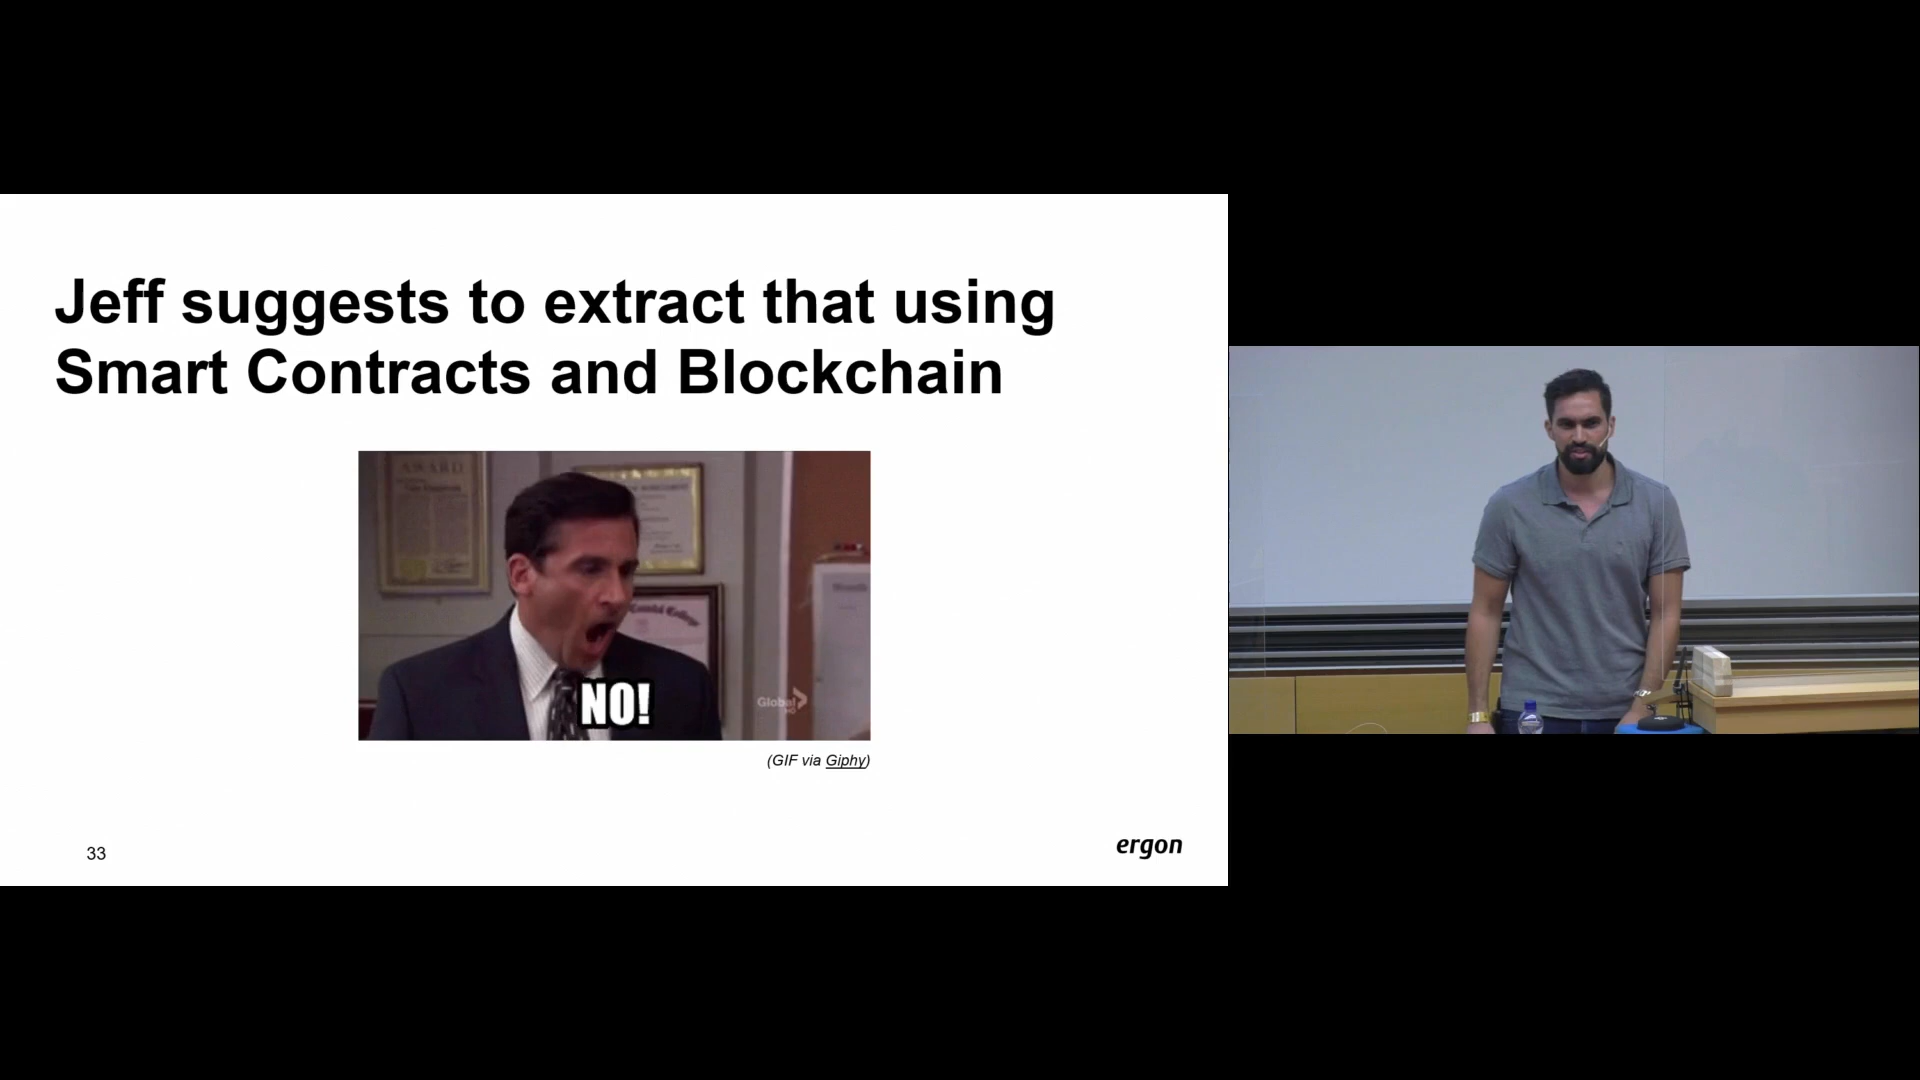 Jeff suggests to extract that using
Smart Contracts and Blockchain
AWARD
NO!
Global
(GIF via Giphy)
33
ergon